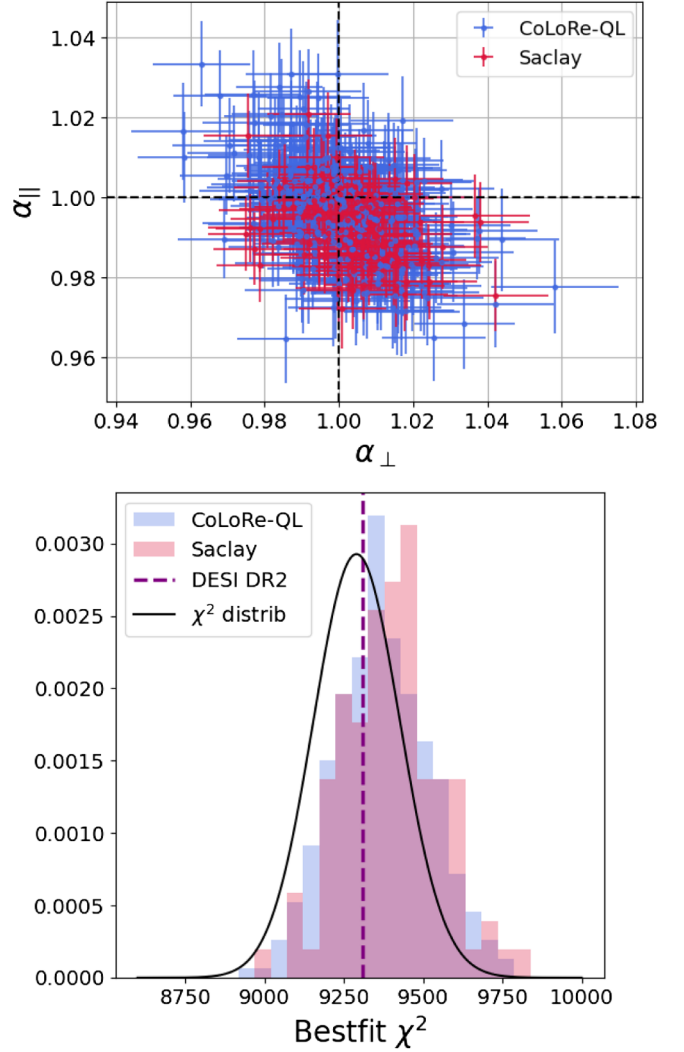 CoLoRe-QL
Saclay
1.04
1.02
1.00
0.98
0.96
α||
0.94 0.96 0.98 1.00 1.02 1.04 1.06 1.08
α⊥
CoLoRe-QL
Saclay
DESI DR2
χ² distrib
0.0030
0.0025
0.0020
0.0015
0.0010
0.0005
0.0000
8750 9000 9250 9500 9750 10000
Bestfit χ²